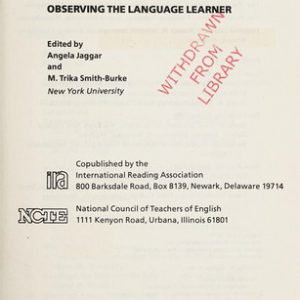 OBSERVING THE LANGUAGE LEARNER
WITHDRAWN
FROM
LIBRARY
Edited by
Angela Jaggar
and
M. Trika Smith-Burke
New York University
Copublished by the
ira
International Reading Association
800 Barksdale Road, Box 8139, Newark, Delaware 19714
NCTE
National Council of Teachers of English
1111 Kenyon Road, Urbana, Illinois 61801